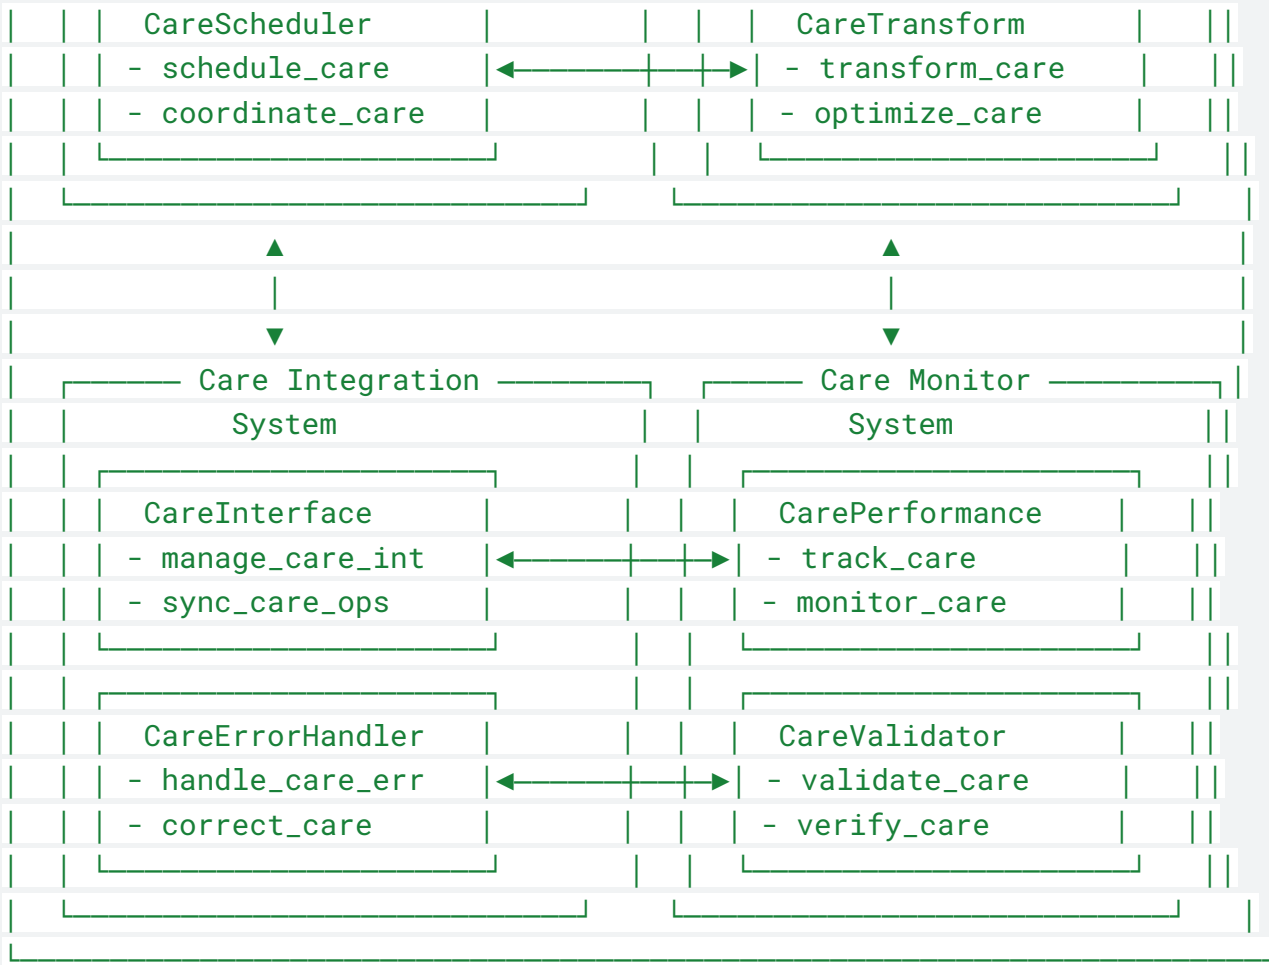 CareScheduler CareTransform
- schedule_care - transform_care
- coordinate_care - optimize_care
Care Integration Care Monitor
System System
CareInterface CarePerformance
- manage_care_int - track_care
- sync_care_ops - monitor_care
CareErrorHandler CareValidator
- handle_care_err - validate_care
- correct_care - verify_care